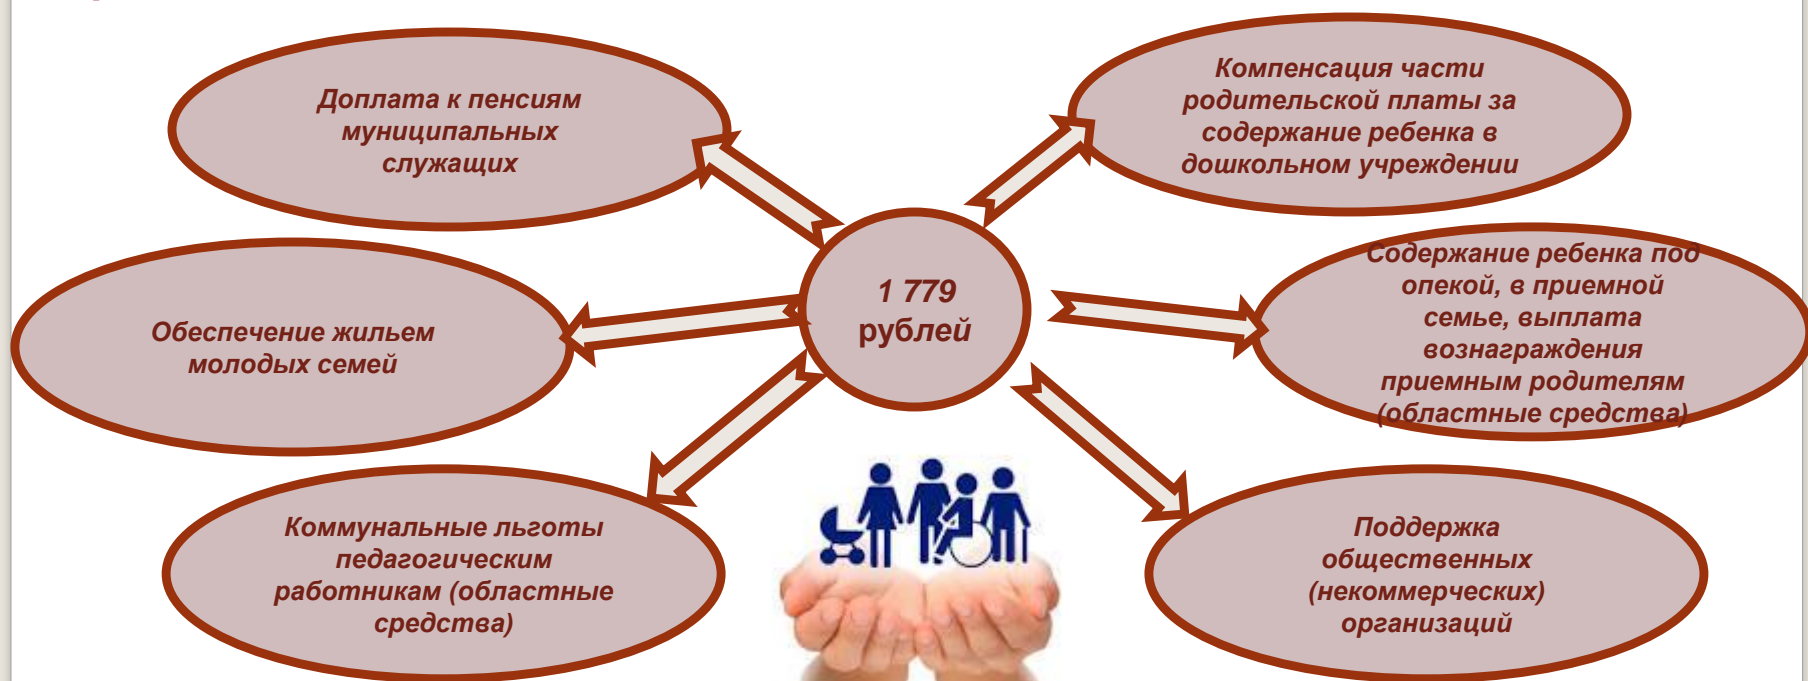 Доплата к пенсиям
муниципальных
служащих
Компенсация части
родительской платы за
содержание ребенка в
дошкольном учреждении
Обеспечение жильем
молодых семей
1 779
рублей
Содержание ребенка под
опекой, в приемной
семье, выплата
вознаграждения
приемным родителям
(областные средства)
Коммунальные льготы
педагогическим
работникам (областные
средства)
Поддержка
общественных
(некоммерческих)
организаций